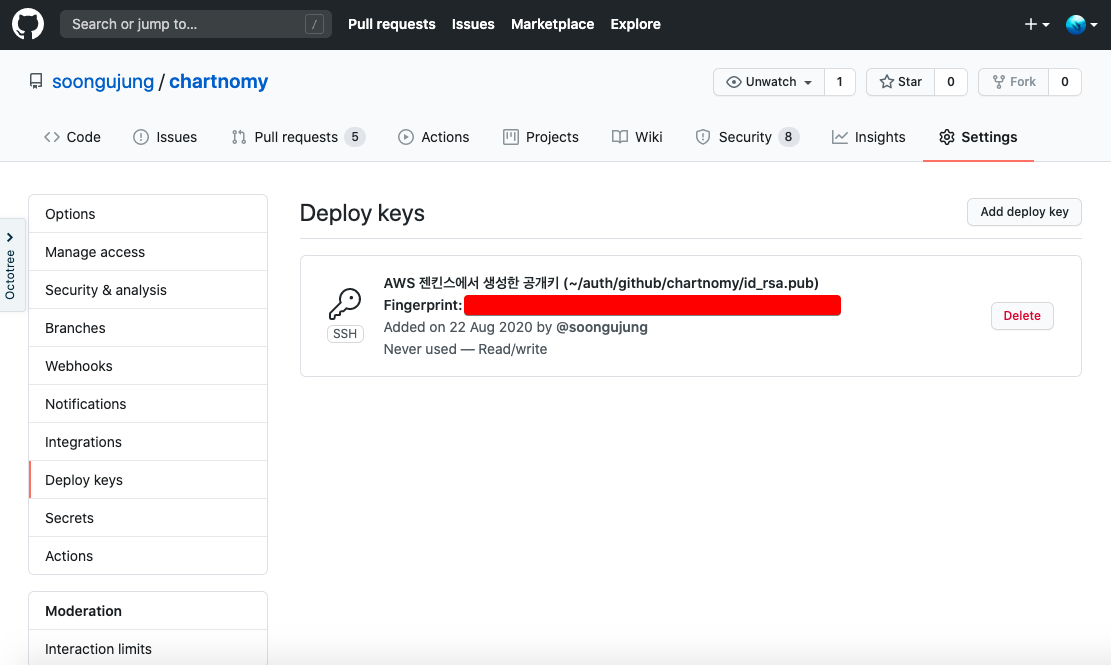 Search or jump to... /
Pull requests Issues Marketplace Explore
soongujung / chartnomy
Unwatch 1 Star 0 Fork 0
Code Issues Pull requests 5 Actions Projects Wiki Security 8 Insights Settings
Octotree
Options
Manage access
Security & analysis
Branches
Webhooks
Notifications
Integrations
Deploy keys
Secrets
Actions
Moderation
Interaction limits
Deploy keys
Add deploy key
SSH
AWS 젠킨스에서 생성한 공개키 (~/auth/github/chartnomy/id_rsa.pub)
Fingerprint:
Added on 22 Aug 2020 by @soongujung
Never used — Read/write
Delete